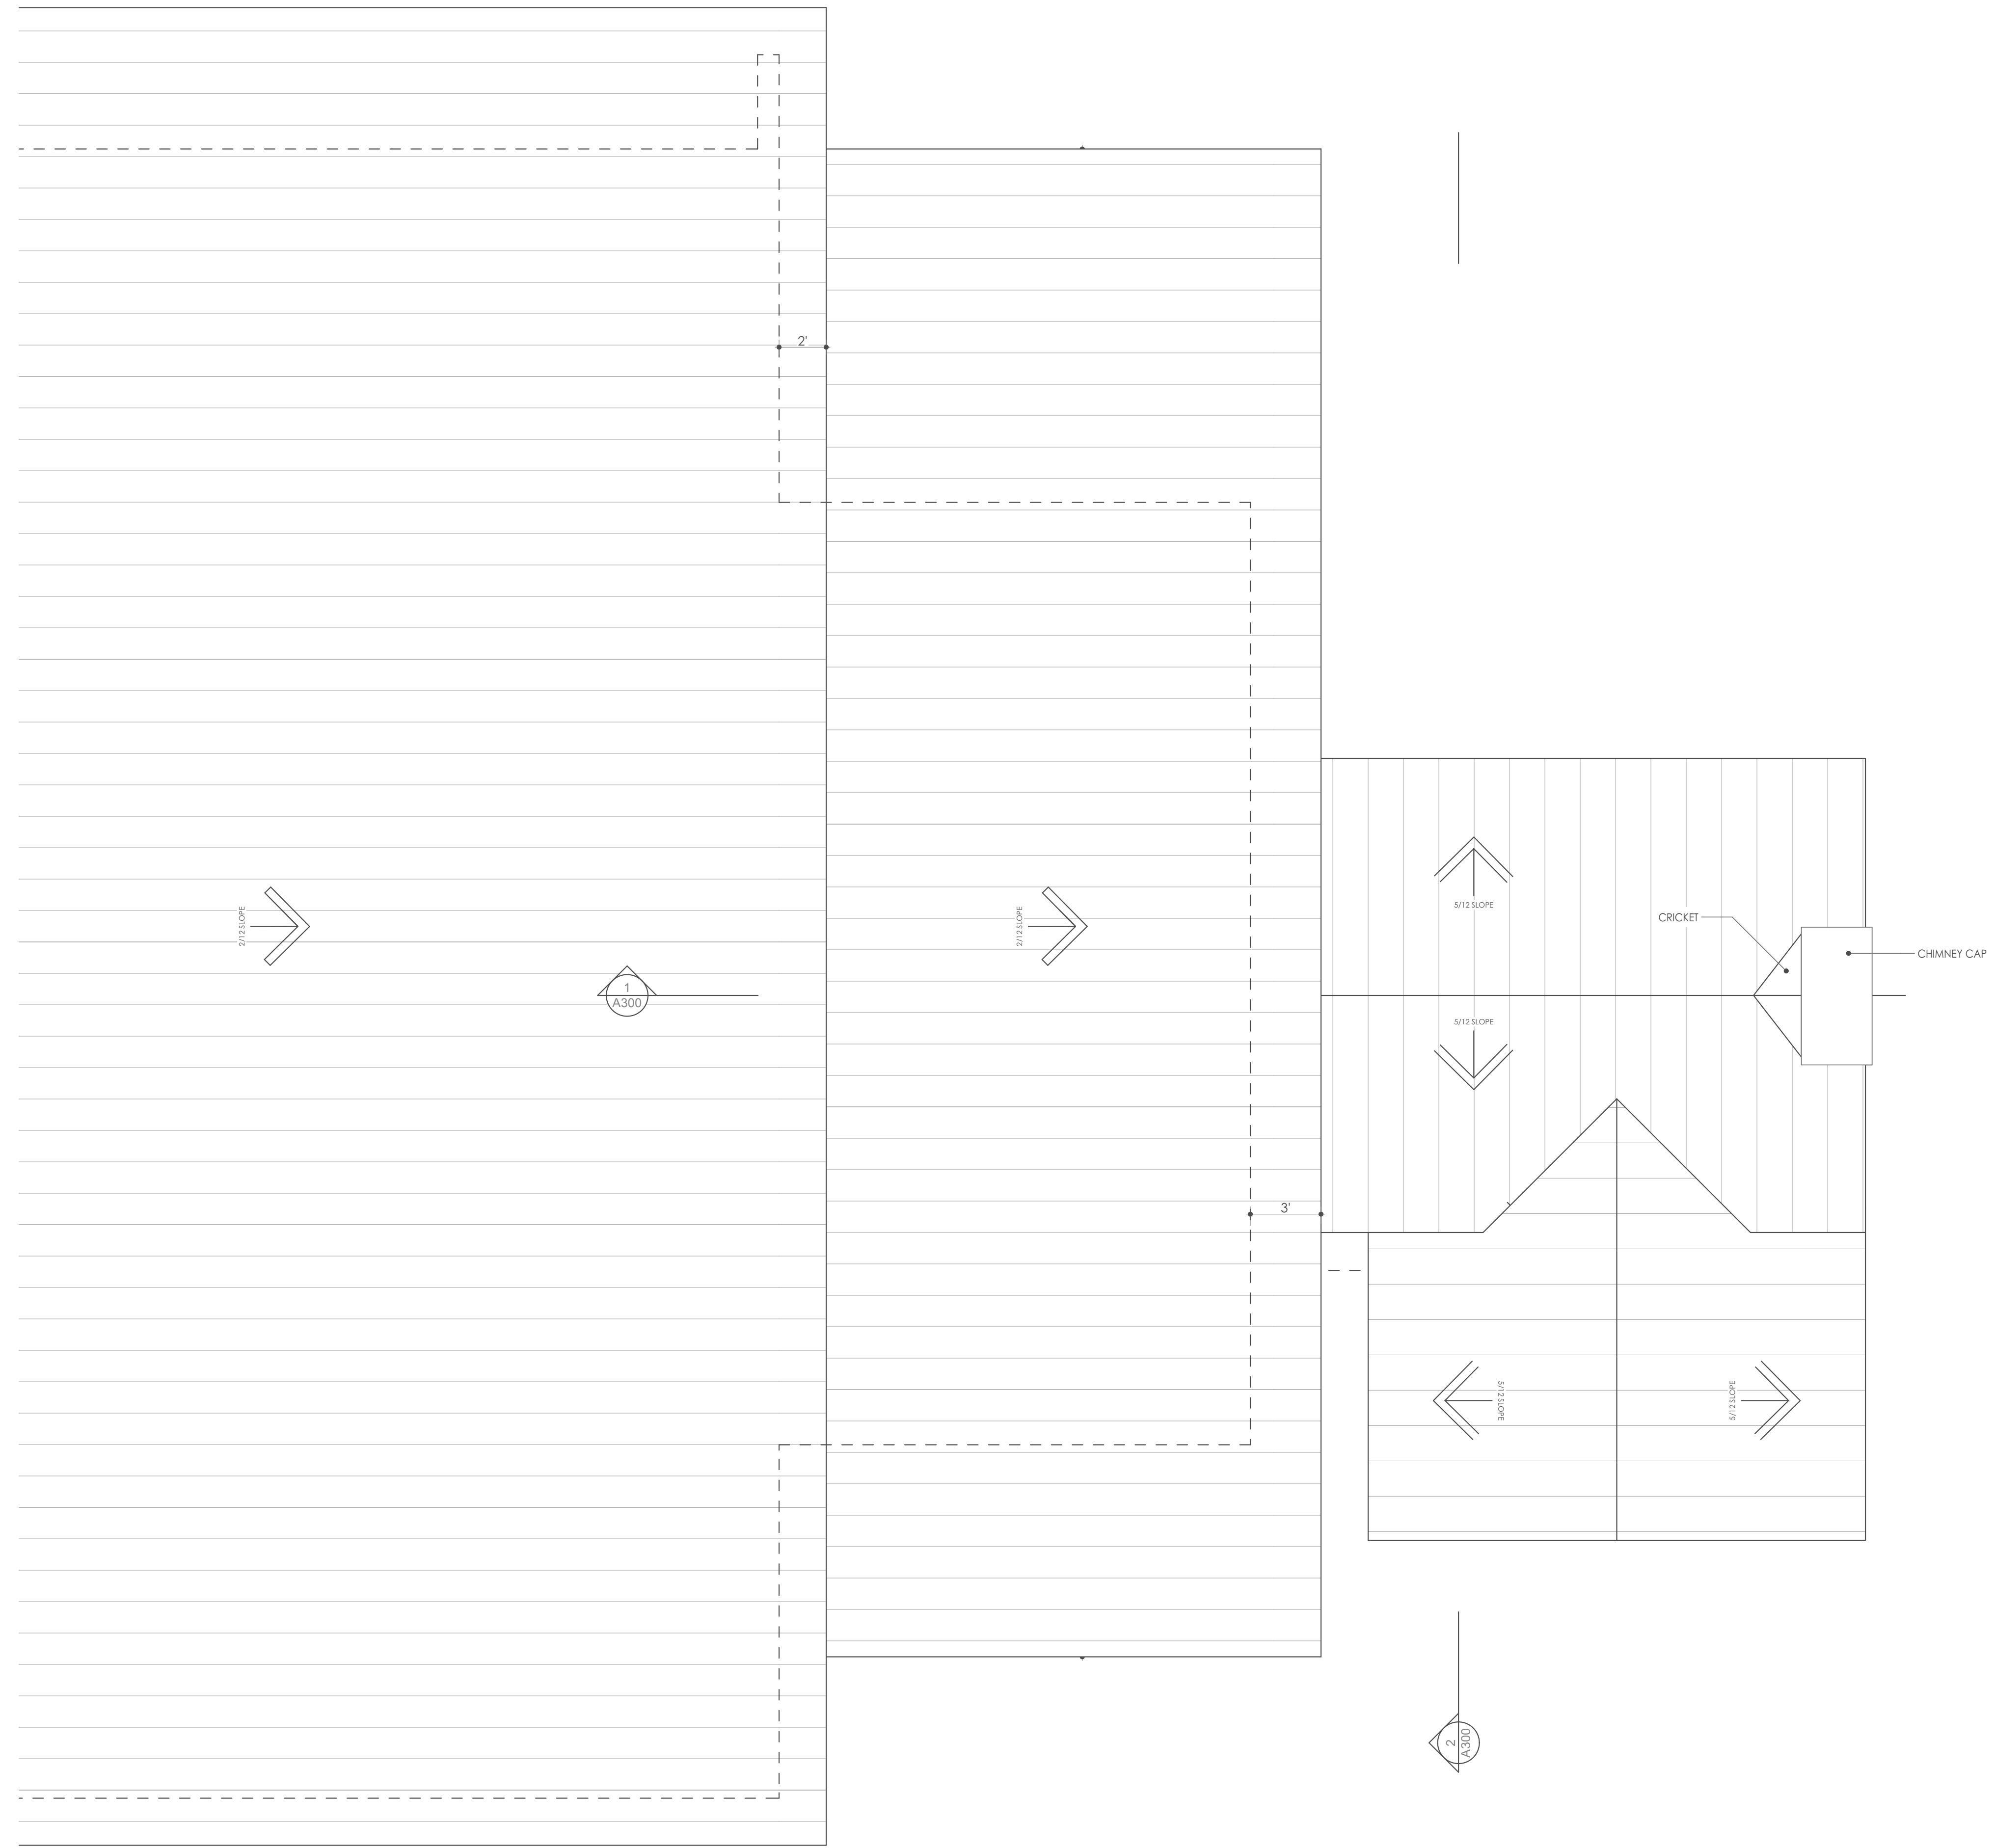 2'
5/12 SLOPE
CRICKET
2/12 SLOPE
2/12 SLOPE
CHIMNEY CAP
1
A300
5/12 SLOPE
3'
5/12 SLOPE
5/12 SLOPE
2
A300